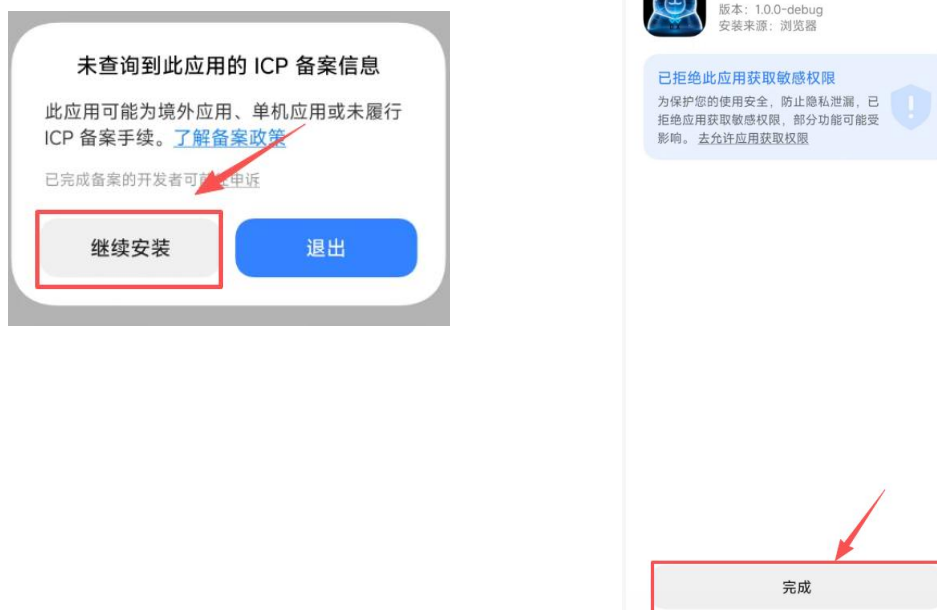 未查询到此应用的 ICP 备案信息
此应用可能为境外应用、单机应用或未履行
ICP 备案手续。了解备案政策
已完成备案的开发者可前往申诉
继续安装
退出
版本：1.0.0-debug
安装来源：浏览器
已拒绝此应用获取敏感权限
为保护您的使用安全，防止隐私泄漏，已
拒绝应用获取敏感权限，部分功能可能受
影响。 去允许应用获取权限
完成